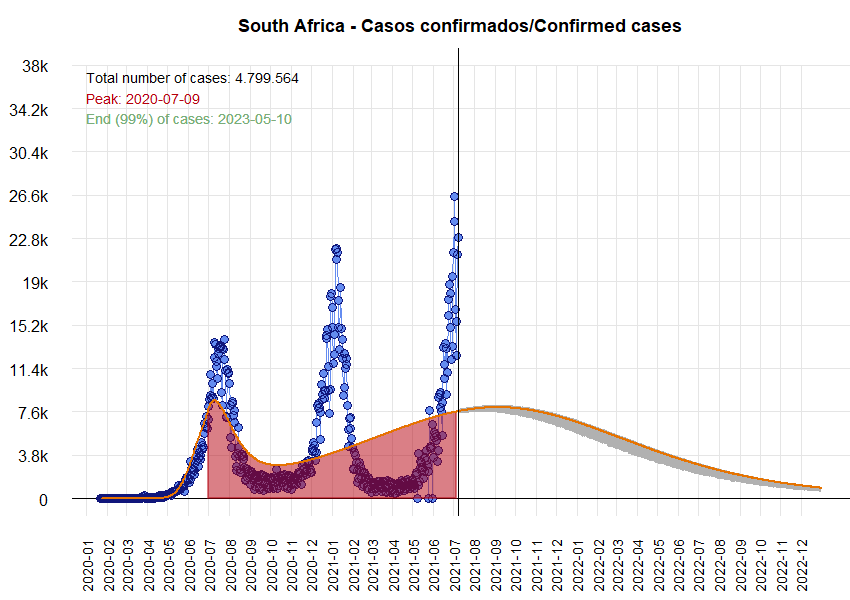 South Africa - Casos confirmados/Confirmed cases
38k
Total number of cases: 4.799.564
Peak: 2020-07-09
34.2k
End (99%) of cases: 2023-05-10
30.4k
26.6k
22.8k
19k
15.2k
11.4k
7.6k
3.8k
0
2020-01
2020-02
2020-03
2020-04
2020-05
2020-06
2020-07
2020-08
2020-09
2020-10
2020-11
2020-12
2021-01
2021-02
2021-03
2021-04
2021-05
2021-06
2021-07
2021-08
2021-09
2021-10
2021-11
2021-12
2022-01
2022-02
2022-03
2022-04
2022-05
2022-06
2022-07
2022-08
2022-09
2022-10
2022-11
2022-12